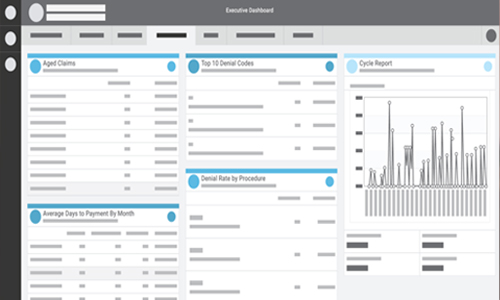 Executive Dashboard
Aged Claims
Top 10 Denial Codes
Cycle Report
Denial Rate by Procedure
Average Days to Payment By Month